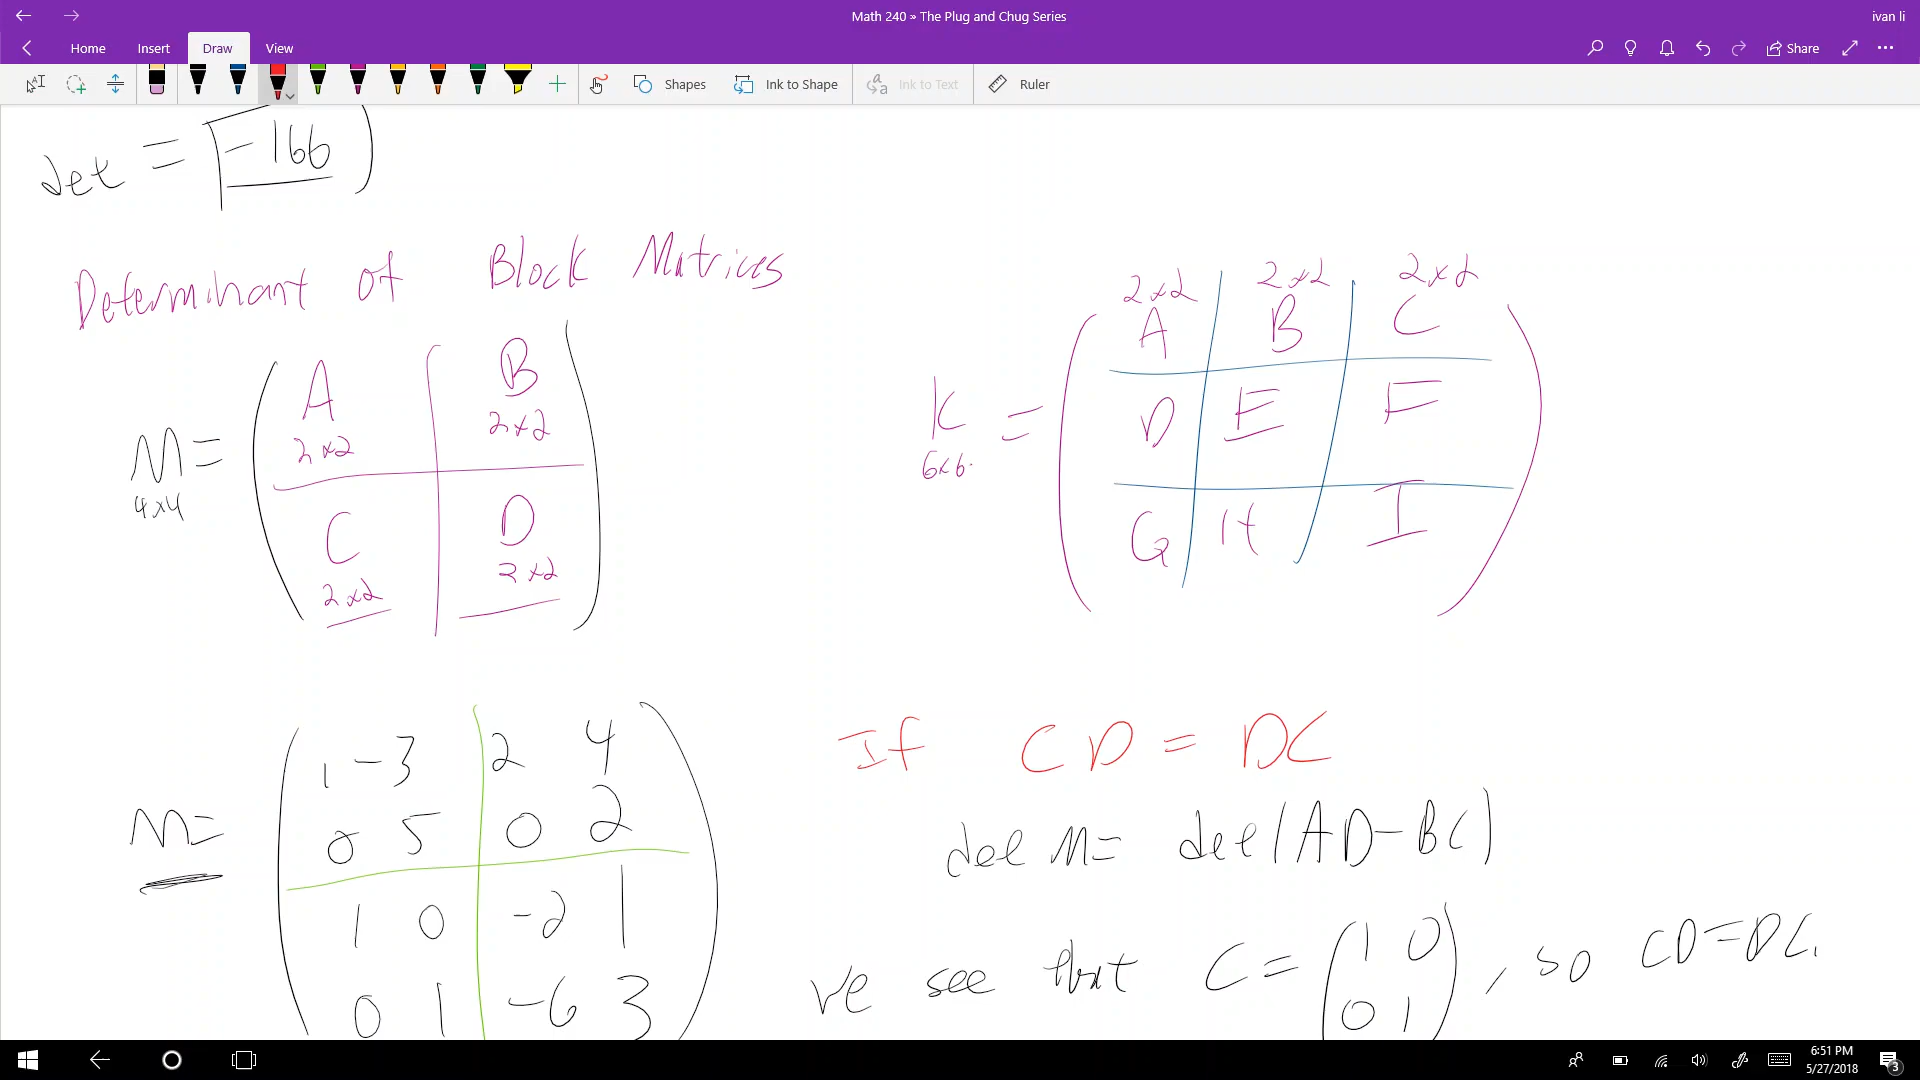 Math 240 » The Plug and Chug Series
ivan li
Home Insert Draw View
Share
Shapes Ink to Shape Ink to Text Ruler
det = -166
Determinant of Block Matrices
M = ( A B
2x2 2x2
4x4
C D
2x2 2x2 )
2x2 2x2 2x2
K = ( A B C
6x6
D E F
G H I )
M = ( 1 -3 2 4
0 5 0 2
1 0 -2 1
0 1 -6 3
If CD = DC
det M = det(AD-BC)
we see that C = ( 1 0
0 1 ), so CD=DC.
6:51 PM
5/27/2018
3